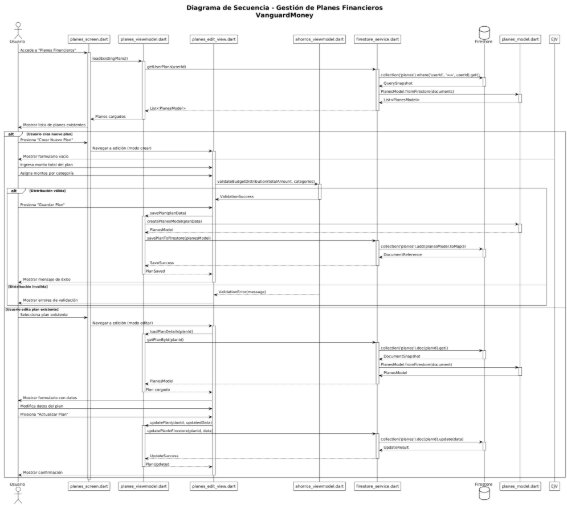 Diagrama de Secuencia - Gestión de Planes Financieros
VanguardMoney
Usuario
planes_screen.dart
planes_viewmodel.dart
planes_edit_view.dart
ahorros_viewmodel.dart
firestore_service.dart
Firestore
planes_model.dart
Accede a "Planes Financieros"
loadExistingPlans()
getUserPlans(userId)
collection('planes').where('userId', '==', userId).get()
QuerySnapshot
PlanesModel.fromFirestore(documents)
List<PlanesModel>
List<PlanesModel>
Planes cargados
Mostrar lista de planes existentes
alt
[Usuario crea nuevo plan]
Presiona "Crear Nuevo Plan"
Navegar a edición (modo crear)
Mostrar formulario vacío
Ingresa monto total del plan
Asigna montos por categoría
validateBudgetDistribution(totalAmount, categories)
alt
[Distribución válida]
ValidationSuccess
Presiona "Guardar Plan"
savePlan(planData)
createPlanesModel(planData)
PlanesModel
savePlanToFirestore(planesModel)
collection('planes').add(planesModel.toMap())
DocumentReference
SaveSuccess
PlanSaved
Mostrar mensaje de éxito
[Distribución inválida]
ValidationError(message)
Mostrar errores de validación
[Usuario edita plan existente]
Selecciona plan existente
Navegar a edición (modo editar)
loadPlanDetails(planId)
getPlanById(planId)
collection('planes').doc(planId).get()
DocumentSnapshot
PlanesModel.fromFirestore(document)
PlanesModel
PlanesModel
Plan cargado
Mostrar formulario con datos
Modifica datos del plan
Presiona "Actualizar Plan"
updatePlan(planId, updatedData)
updatePlanInFirestore(planId, data)
collection('planes').doc(planId).update(data)
UpdateResult
UpdateSuccess
Plan Updated
Mostrar confirmación
Usuario
planes_screen.dart
planes_viewmodel.dart
planes_edit_view.dart
ahorros_viewmodel.dart
firestore_service.dart
Firestore
planes_model.dart